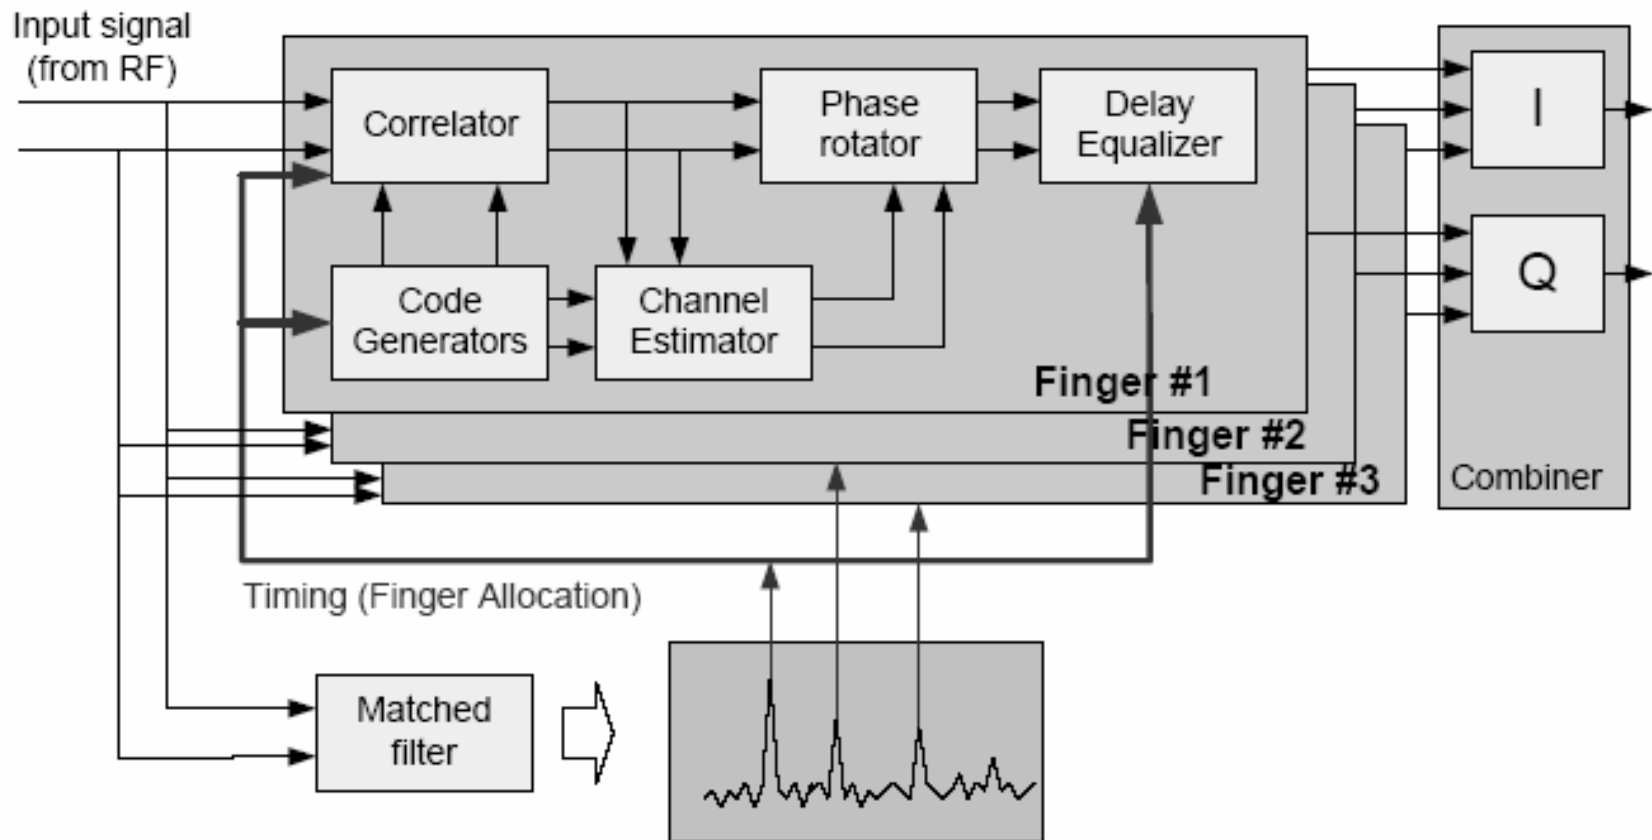 Input signal
(from RF)
Correlator
Phase
rotator
Delay
Equalizer
I
Code
Generators
Channel
Estimator
Q
Finger #1
Finger #2
Finger #3
Combiner
Timing (Finger Allocation)
Matched
filter